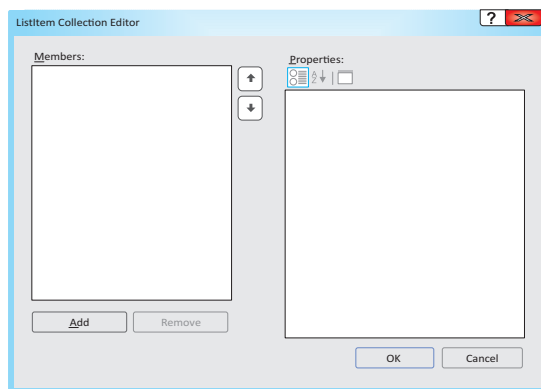 ListItem Collection Editor
?
Members:
Properties:
A
Z
Add
Remove
OK
Cancel